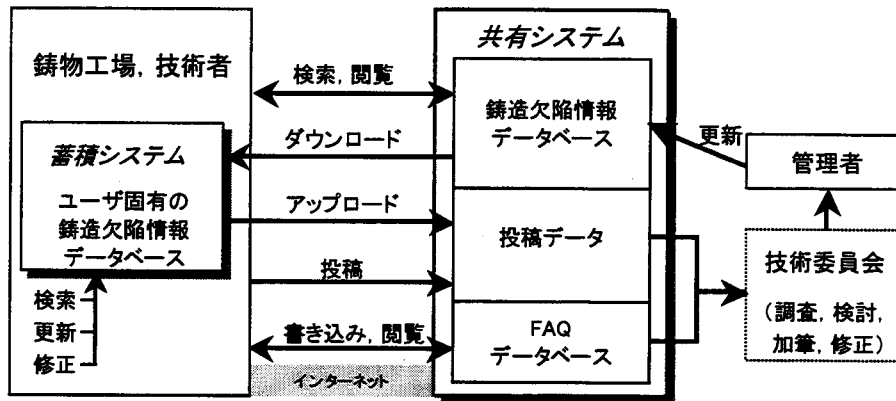 鋳物工場, 技術者
蓄積システム
ユーザ固有の
鋳造欠陥情報
データベース
検索
更新
修正
検索, 閲覧
ダウンロード
アップロード
投稿
書き込み, 閲覧
インターネット
共有システム
鋳造欠陥情報
データベース
投稿データ
FAQ
データベース
更新
管理者
技術委員会
(調査, 検討,
加筆, 修正)